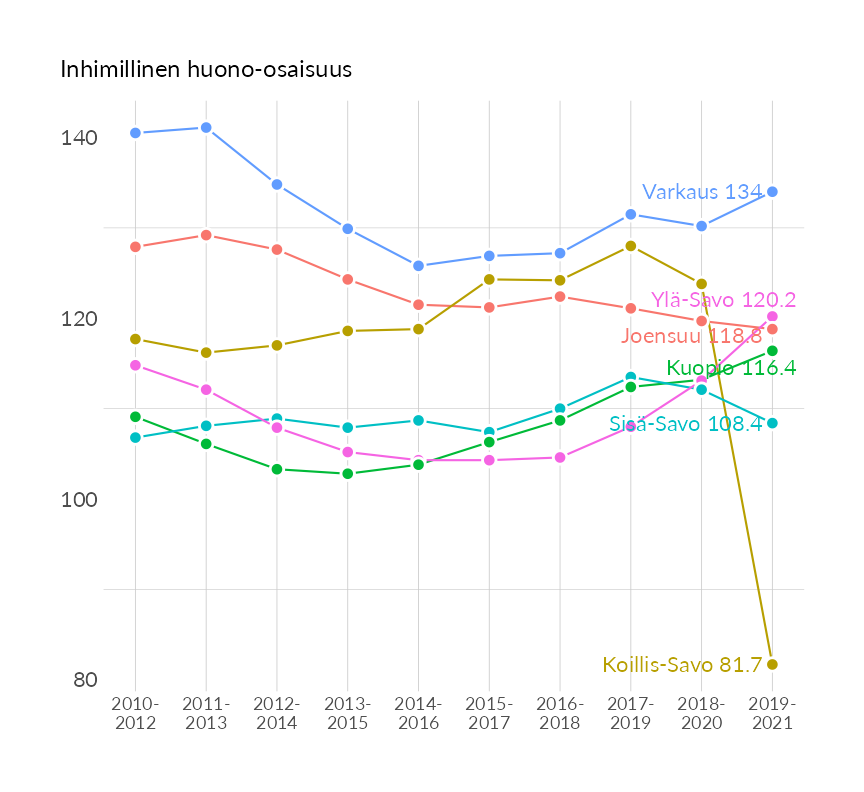 Inhimillinen huono-osaisuus
140
Varkaus 134
Ylä-Savo 120.2
120
Joensuu 118.8
Kuopio 116.4
Sisä-Savo 108.4
100
Koillis-Savo 81.7
80
2010- 2011- 2012- 2013- 2014- 2015- 2016- 2017- 2018- 2019-
2012 2013 2014 2015 2016 2017 2018 2019 2020 2021